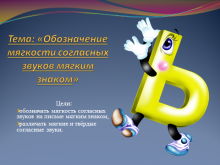 Тема: «Обозначение
мягкости согласных
звуков мягким
знаком»
Цели:
обозначать мягкость согласных
звуков на письме мягким знаком,
различать мягкие и твёрдые
согласные звуки.
Ь